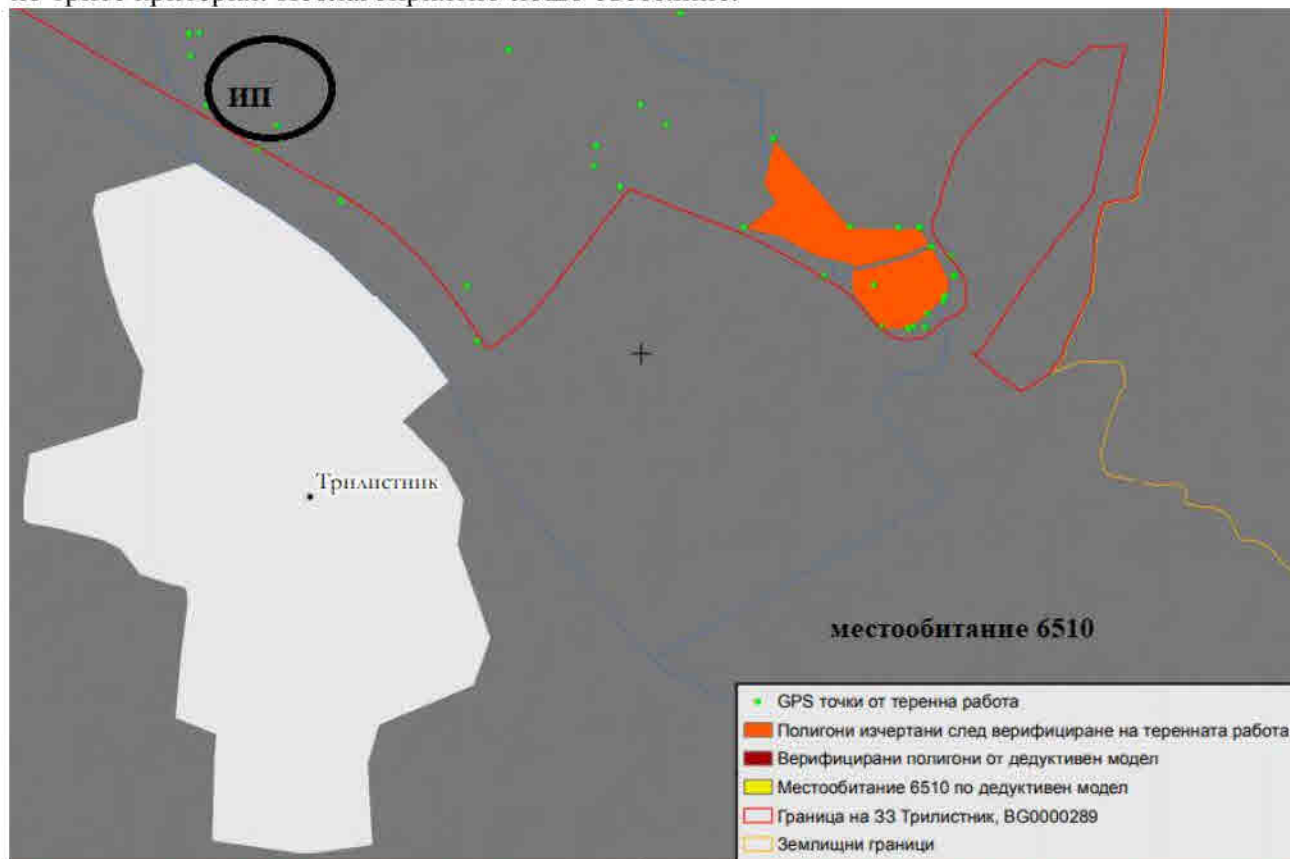 ИП
Трилистник
местообитание 6510
GPS точки от теренна работа
Полигони изчертани след верифициране на теренната работа
Верифицирани полигони от дедуктивен модел
Местообитание 6510 по дедуктивен модел
Граница на ЗЗ Трилистник, BG0000289
Землищни граници